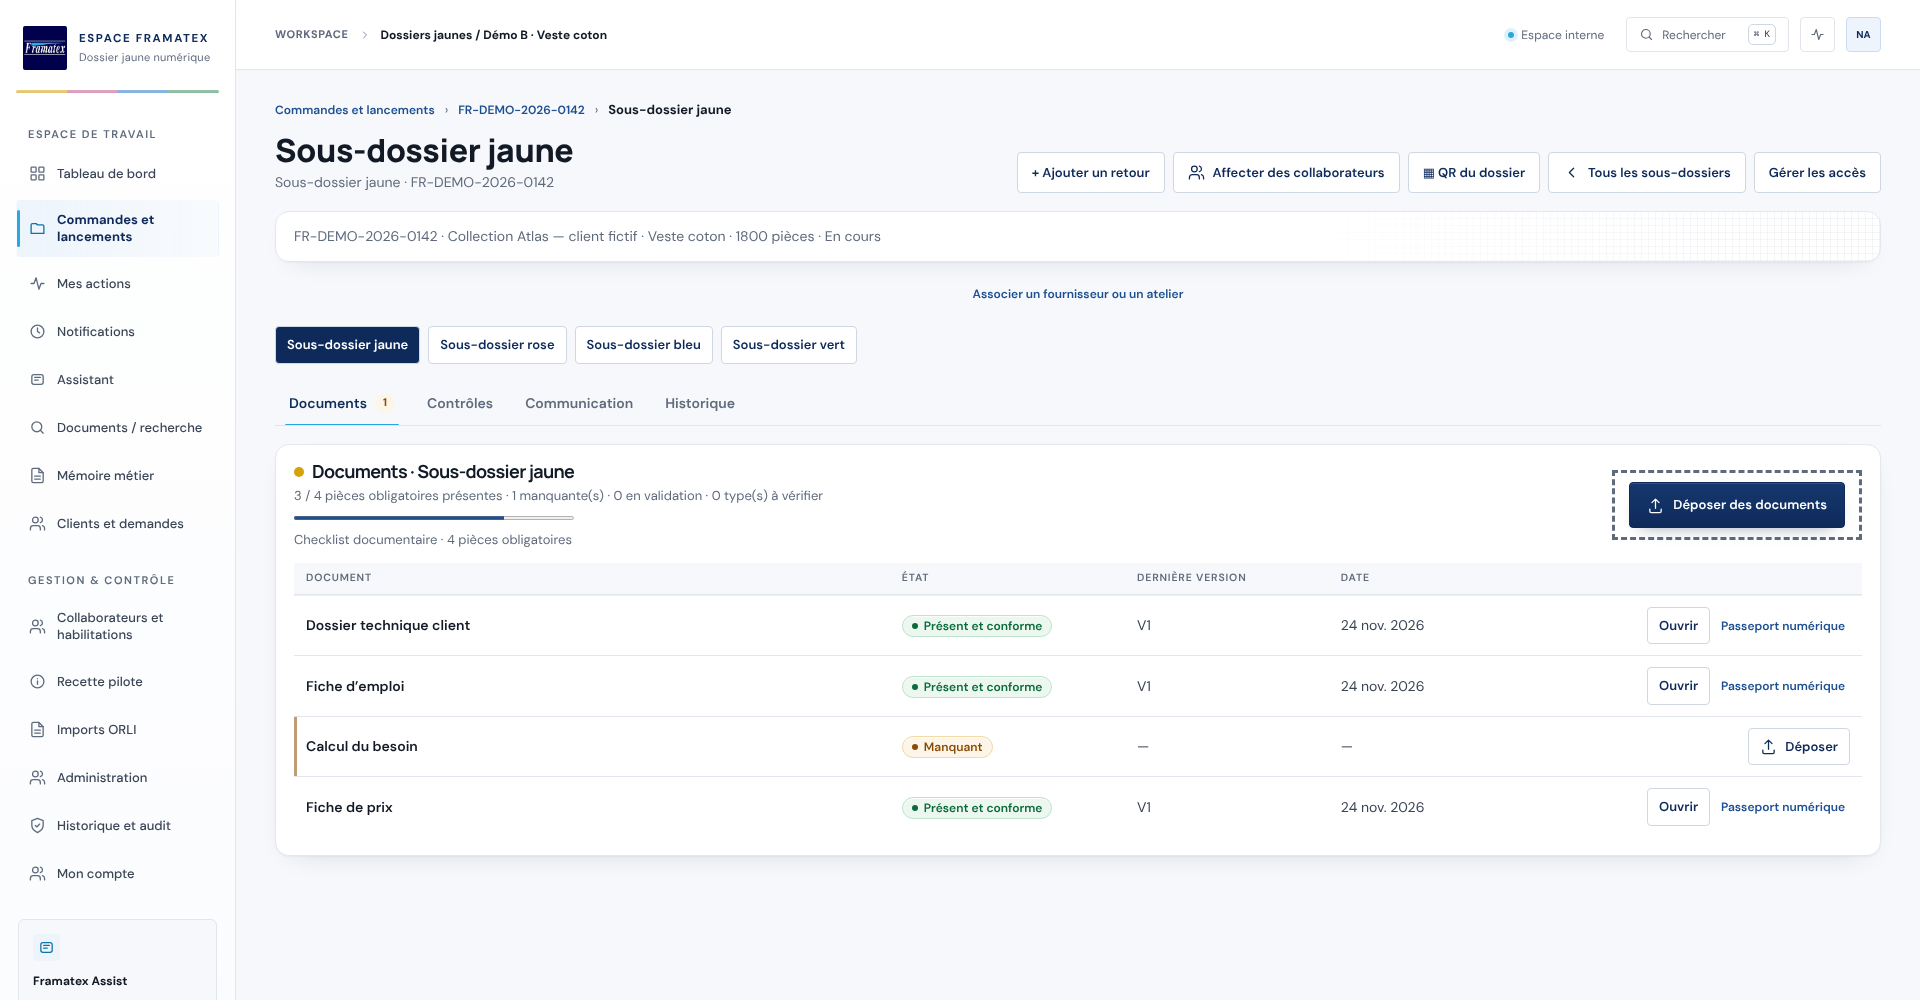 Framatex
ESPACE FRAMATEX
Dossier jaune numérique
ESPACE DE TRAVAIL
Tableau de bord
Commandes et
lancements
Mes actions
Notifications
Assistant
Documents / recherche
Mémoire métier
Clients et demandes
GESTION & CONTRÔLE
Collaborateurs et
habilitations
Recette pilote
Imports ORLI
Administration
Historique et audit
Mon compte
Framatex Assist
WORKSPACE > Dossiers jaunes / Démo B · Veste coton
Espace interne
Rechercher ⌘ K
NA
Commandes et lancements › FR-DEMO-2026-0142 › Sous-dossier jaune
Sous-dossier jaune
Sous-dossier jaune · FR-DEMO-2026-0142
+ Ajouter un retour
Affecter des collaborateurs
▦ QR du dossier
Tous les sous-dossiers
Gérer les accès
FR-DEMO-2026-0142 · Collection Atlas — client fictif · Veste coton · 1800 pièces · En cours
Associer un fournisseur ou un atelier
Sous-dossier jaune Sous-dossier rose Sous-dossier bleu Sous-dossier vert
Documents 1 Contrôles Communication Historique
Documents · Sous-dossier jaune
3 / 4 pièces obligatoires présentes · 1 manquante(s) · 0 en validation · 0 type(s) à vérifier
Checklist documentaire · 4 pièces obligatoires
Déposer des documents
DOCUMENT ÉTAT DERNIÈRE VERSION DATE
Dossier technique client Présent et conforme V1 24 nov. 2026 Ouvrir Passeport numérique
Fiche d’emploi Présent et conforme V1 24 nov. 2026 Ouvrir Passeport numérique
Calcul du besoin Manquant — — Déposer
Fiche de prix Présent et conforme V1 24 nov. 2026 Ouvrir Passeport numérique